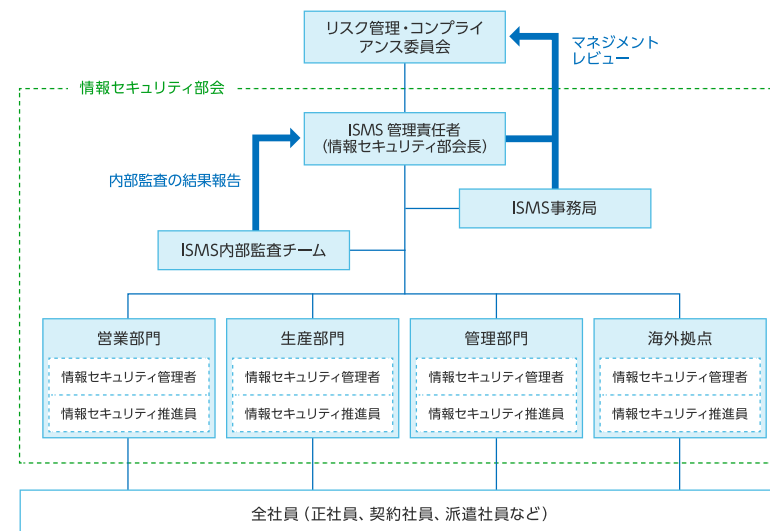 リスク管理・コンプライ
アンス委員会
マネジメント
レビュー
情報セキュリティ部会
ISMS 管理責任者
（情報セキュリティ部会長）
内部監査の結果報告
ISMS事務局
ISMS内部監査チーム
営業部門
情報セキュリティ管理者
情報セキュリティ推進員
生産部門
情報セキュリティ管理者
情報セキュリティ推進員
管理部門
情報セキュリティ管理者
情報セキュリティ推進員
海外拠点
情報セキュリティ管理者
情報セキュリティ推進員
全社員（正社員、契約社員、派遣社員など）